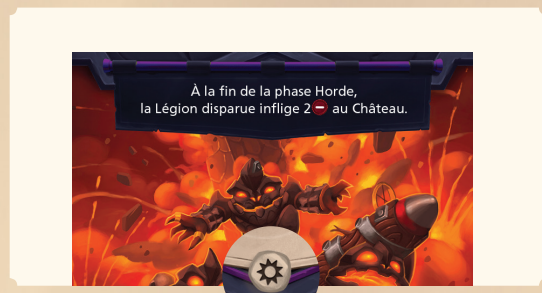 À la fin de la phase Horde,
la Légion disparue inflige 2 au Château.